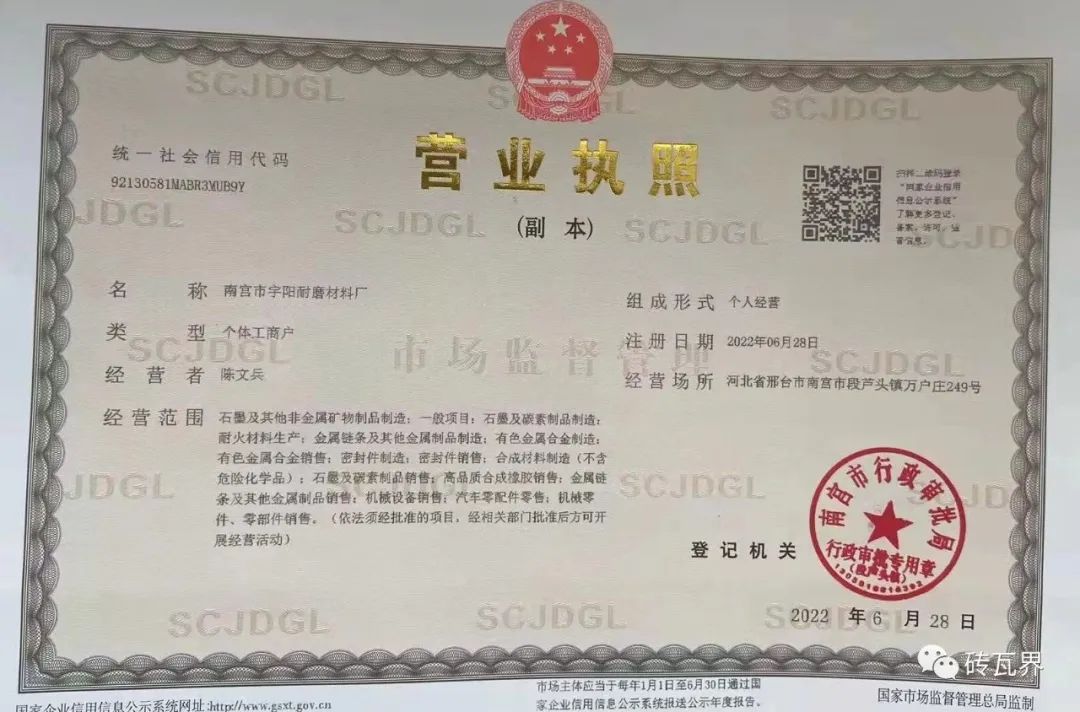 营业执照
(副 本)
统一社会信用代码
92130581MABR3MUB9Y
扫描二维码登录
“国家企业信用
信息公示系统”
了解更多登记、
备案、许可、监
管信息。
名 称 南宫市宇阳耐磨材料厂
类 型 个体工商户
经 营 者 陈文兵
经营范围 石墨及其他非金属矿物制品制造；一般项目：石墨及碳素制品制造；
耐火材料生产；金属链条及其他金属制品制造；有色金属合金制造；
有色金属合金销售；密封件制造；密封件销售；合成材料制造（不含
危险化学品）；石墨及碳素制品销售；高品质合成橡胶销售；金属链
条及其他金属制品销售；机械设备销售；汽车零配件零售；机械零
件、零部件销售。（依法须经批准的项目，经相关部门批准后方可开
展经营活动）
组成形式 个人经营
注册日期 2022年06月28日
经营场所 河北省邢台市南宫市段芦头镇万户庄249号
市场监督管理
SCJDGL
登记机关
南宫市行政审批局
行政审批专用章
(段芦头镇)
2022 年 6 月 28 日
国家企业信用信息公示系统网址:http://www.gsxt.gov.cn
市场主体应当于每年1月1日至6月30日通过国
家企业信用信息公示系统报送公示年度报告。
国家市场监督管理总局监制
砖瓦界